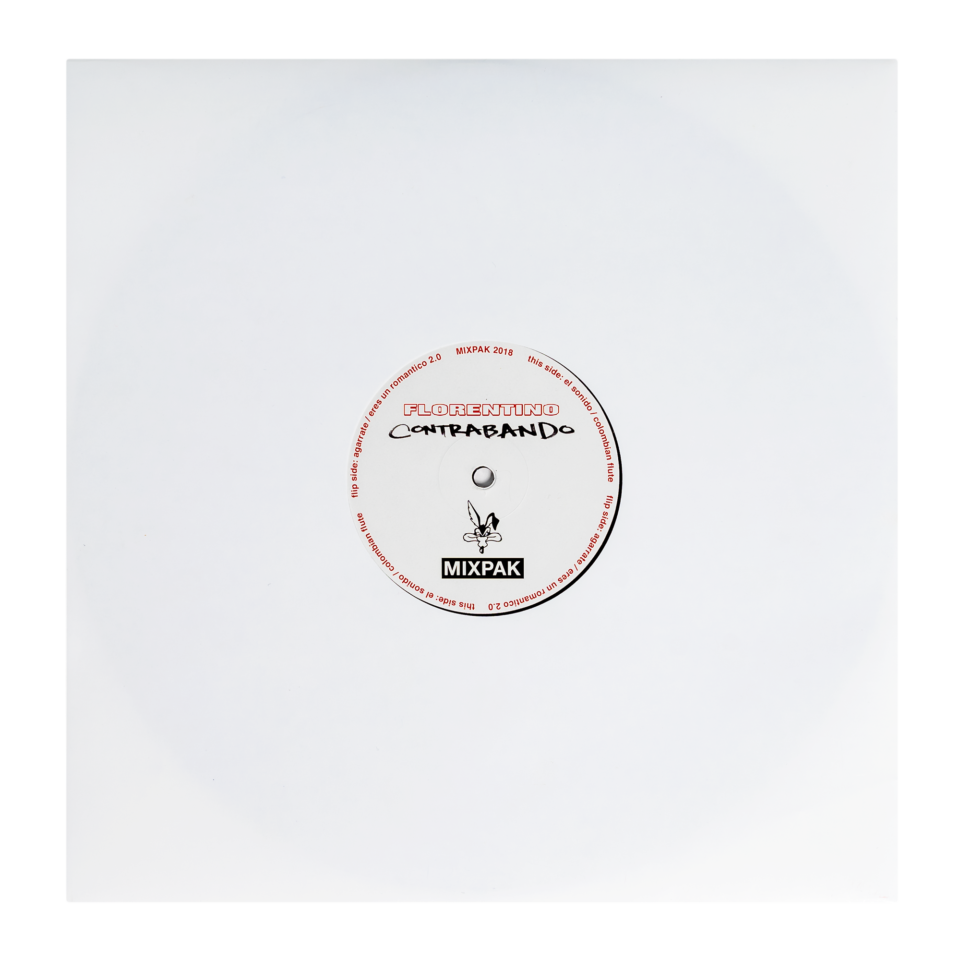 MIXPAK 2018
this side: el sonido / colombian flute
flip side: agarrate / eres un romantico 2.0
this side: el sonido / colombian flute
flip side: agarrate / eres un romantico 2.0
FLORENTINO
CONTRABANDO
MIXPAK